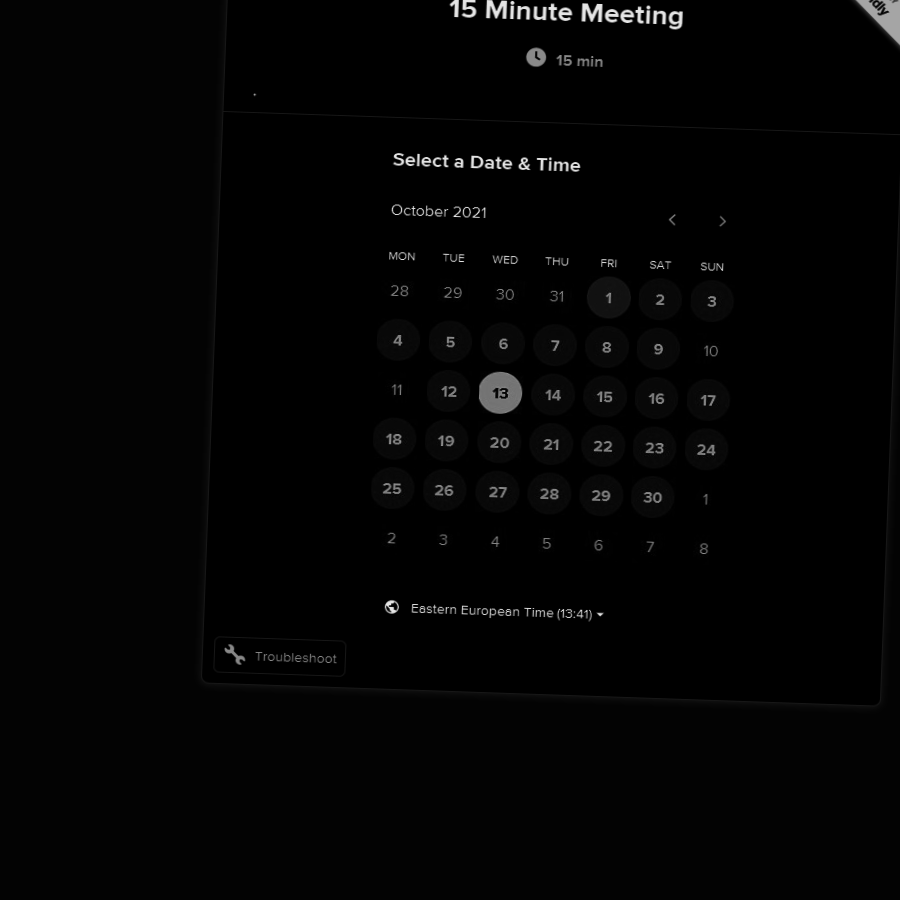 15 Minute Meeting
15 min
.
Select a Date & Time
October 2021
MON TUE WED THU FRI SAT SUN
28 29 30 31 1 2 3
4 5 6 7 8 9 10
11 12 13 14 15 16 17
18 19 20 21 22 23 24
25 26 27 28 29 30 1
2 3 4 5 6 7 8
Eastern European Time (13:41)
Troubleshoot